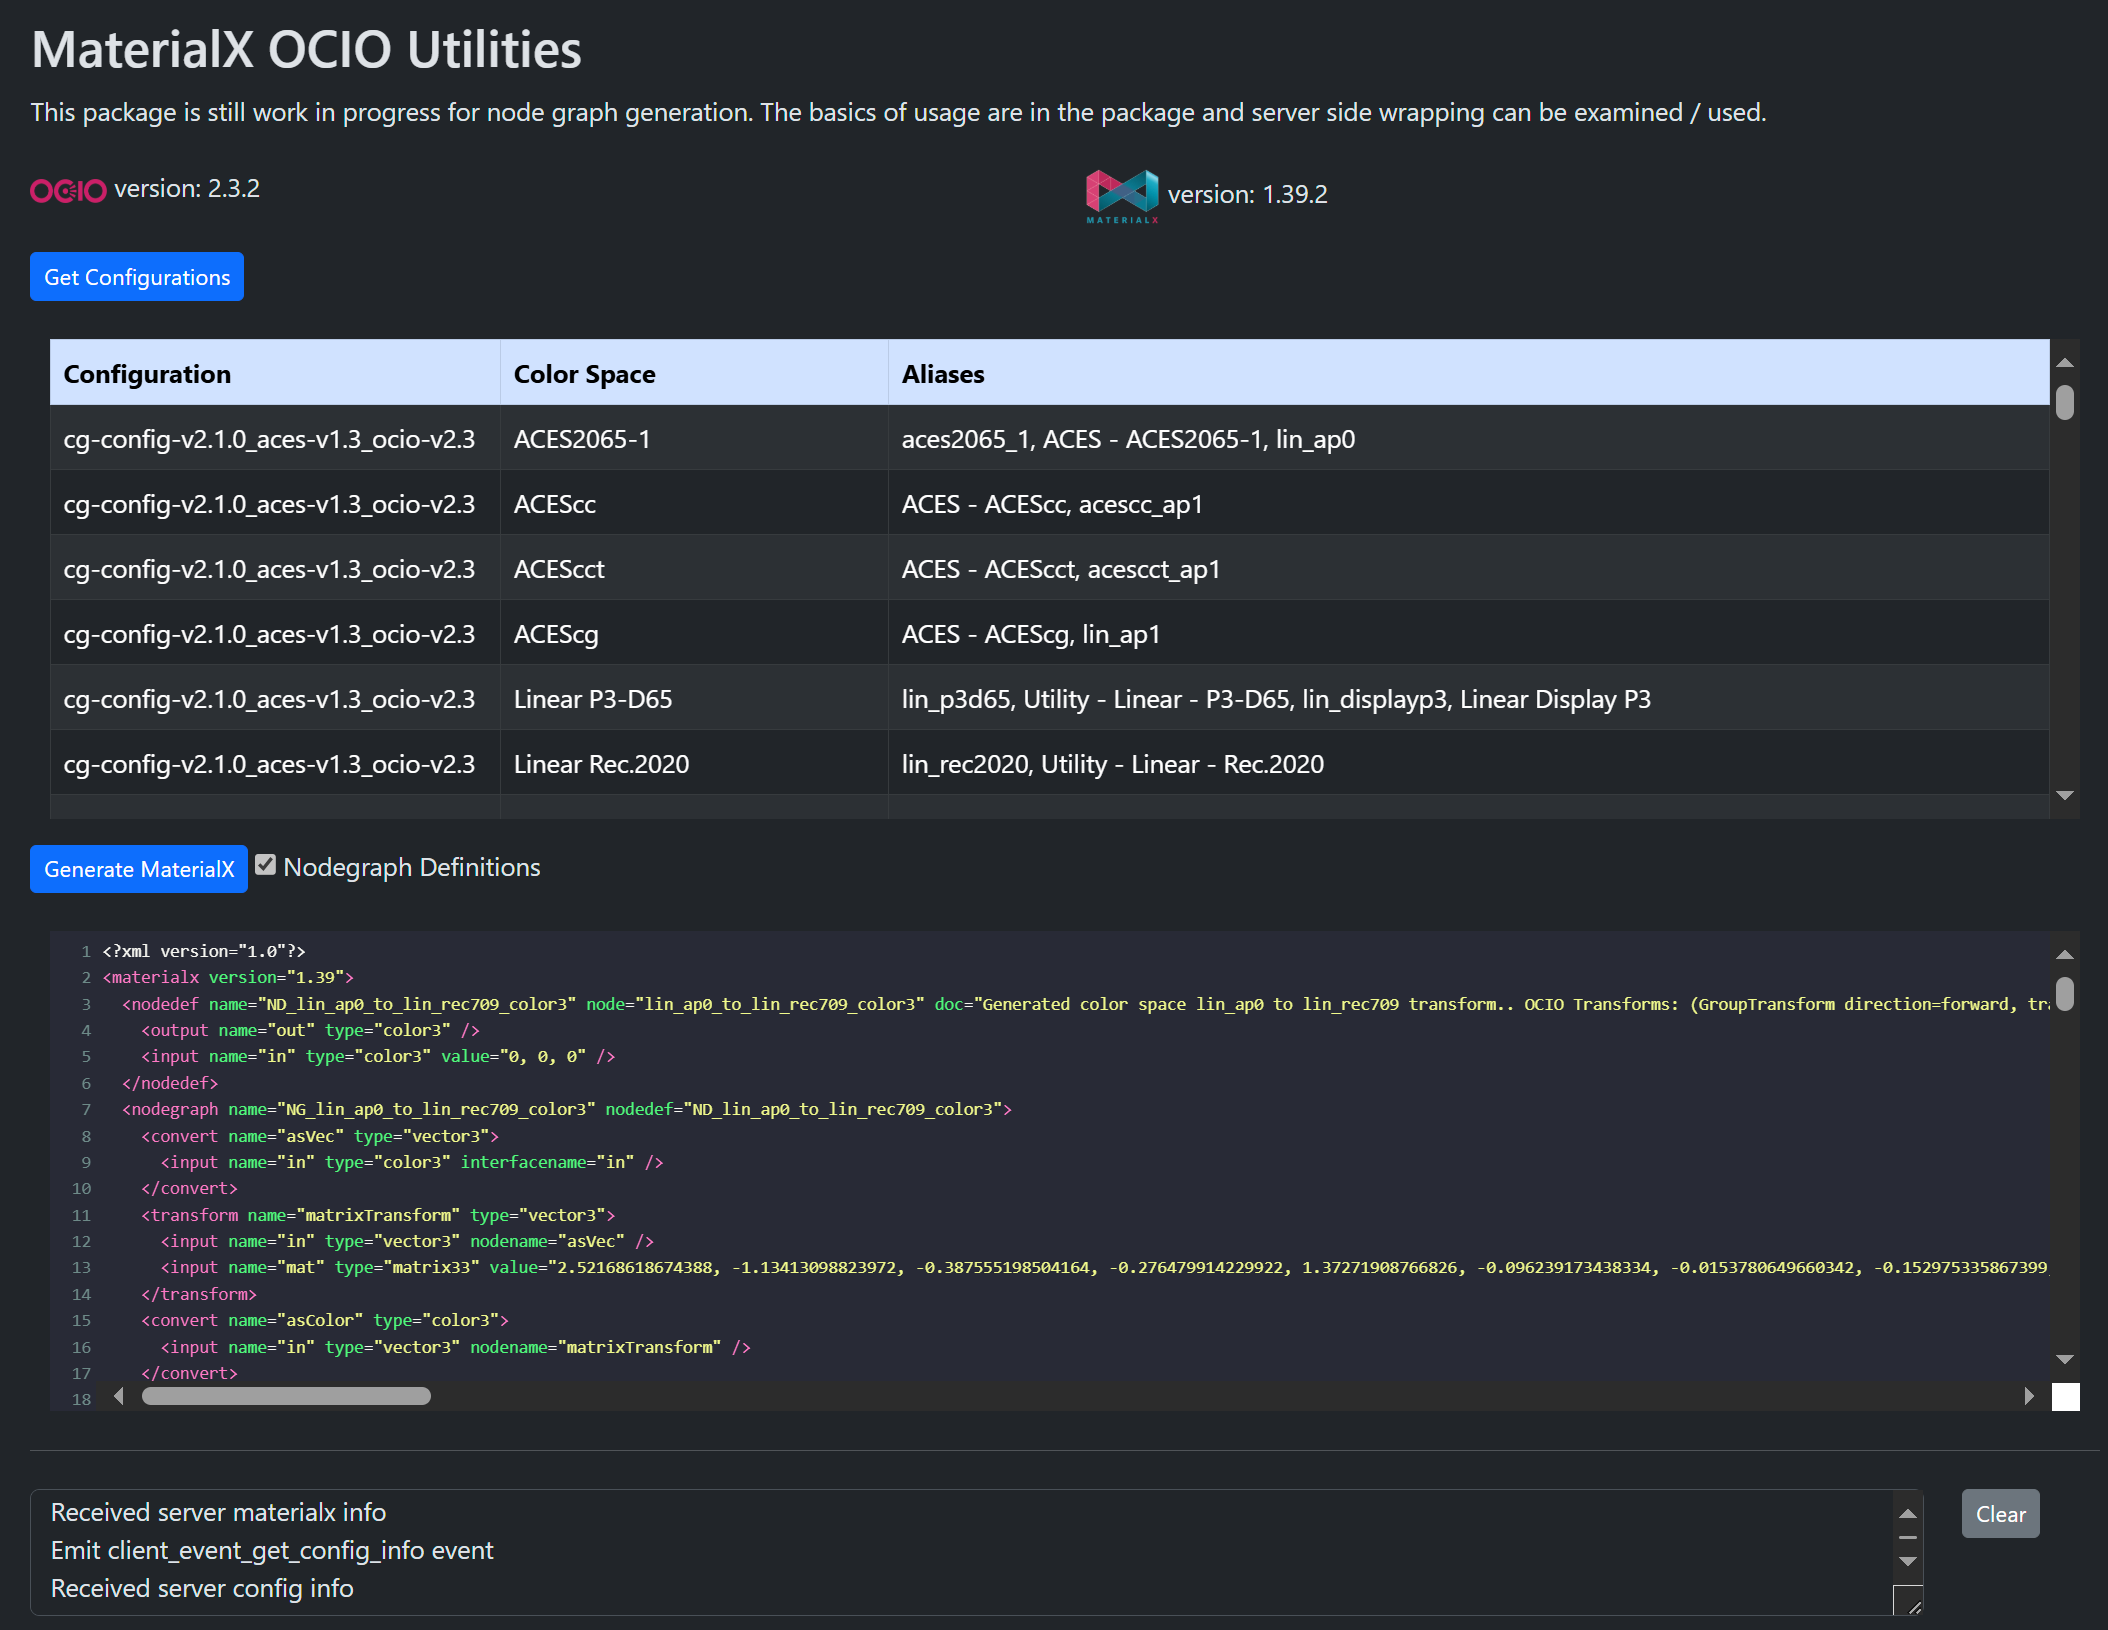 MaterialX OCIO Utilities
This package is still work in progress for node graph generation. The basics of usage are in the package and server side wrapping can be examined / used.
OCIO version: 2.3.2
MATERIALX version: 1.39.2
Get Configurations
Configuration Color Space Aliases
cg-config-v2.1.0_aces-v1.3_ocio-v2.3 ACES2065-1 aces2065_1, ACES - ACES2065-1, lin_ap0
cg-config-v2.1.0_aces-v1.3_ocio-v2.3 ACEScc ACES - ACEScc, acescc_ap1
cg-config-v2.1.0_aces-v1.3_ocio-v2.3 ACEScct ACES - ACEScct, acescct_ap1
cg-config-v2.1.0_aces-v1.3_ocio-v2.3 ACEScg ACES - ACEScg, lin_ap1
cg-config-v2.1.0_aces-v1.3_ocio-v2.3 Linear P3-D65 lin_p3d65, Utility - Linear - P3-D65, lin_displayp3, Linear Display P3
cg-config-v2.1.0_aces-v1.3_ocio-v2.3 Linear Rec.2020 lin_rec2020, Utility - Linear - Rec.2020
Generate MaterialX Nodegraph Definitions
1 <?xml version="1.0"?>
2 <materialx version="1.39">
3 <nodedef name="ND_lin_ap0_to_lin_rec709_color3" node="lin_ap0_to_lin_rec709_color3" doc="Generated color space lin_ap0 to lin_rec709 transform.. OCIO Transforms: (GroupTransform direction=forward,
4 <output name="out" type="color3" />
5 <input name="in" type="color3" value="0, 0, 0" />
6 </nodedef>
7 <nodegraph name="NG_lin_ap0_to_lin_rec709_color3" nodedef="ND_lin_ap0_to_lin_rec709_color3">
8 <convert name="asVec" type="vector3">
9 <input name="in" type="color3" interfacename="in" />
10 </convert>
11 <transform name="matrixTransform" type="vector3">
12 <input name="in" type="vector3" nodename="asVec" />
13 <input name="mat" type="matrix33" value="2.52168618674388, -1.13413098823972, -0.387555198504164, -0.276479914229922, 1.37271908766826, -0.096239173438334, -0.0153780649660342, -0.152975335867399,
14 </transform>
15 <convert name="asColor" type="color3">
16 <input name="in" type="vector3" nodename="matrixTransform" />
17 </convert>
18
Received server materialx info
Emit client_event_get_config_info event
Received server config info
Clear